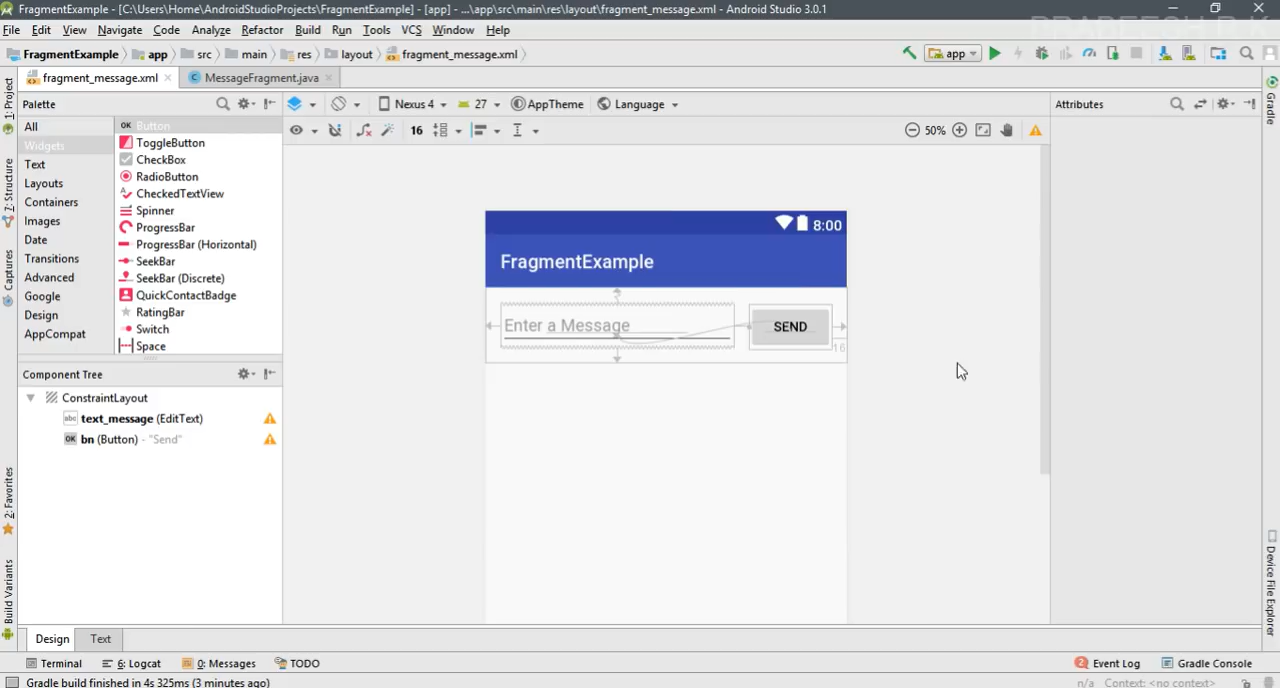 FragmentExample - [C:\Users\Home\AndroidStudioProjects\FragmentExample] - [app] - ...\app\src\main\res\layout\fragment_message.xml - Android Studio 3.0.1
File Edit View Navigate Code Analyze Refactor Build Run Tools VCS Window Help
FragmentExample app src main res layout fragment_message.xml app
fragment_message.xml MessageFragment.java
1: Project
Z: Structure
Captures
2: Favorites
Build Variants
Palette
All
Widgets
Text
Layouts
Containers
Images
Date
Transitions
Advanced
Google
Design
AppCompat
OK Button
ToggleButton
CheckBox
RadioButton
CheckedTextView
Spinner
ProgressBar
ProgressBar (Horizontal)
SeekBar
SeekBar (Discrete)
QuickContactBadge
RatingBar
Switch
Space
Component Tree
ConstraintLayout
abc text_message (EditText)
OK bn (Button) - "Send"
Nexus 4 27 AppTheme Language
16 50%
8:00
FragmentExample
Enter a Message SEND
16
Attributes
Gradle
Device File Explorer
Design Text
Terminal 6: Logcat 0: Messages TODO 2 Event Log Gradle Console
Gradle build finished in 4s 325ms (3 minutes ago) n/a Context: <no context>